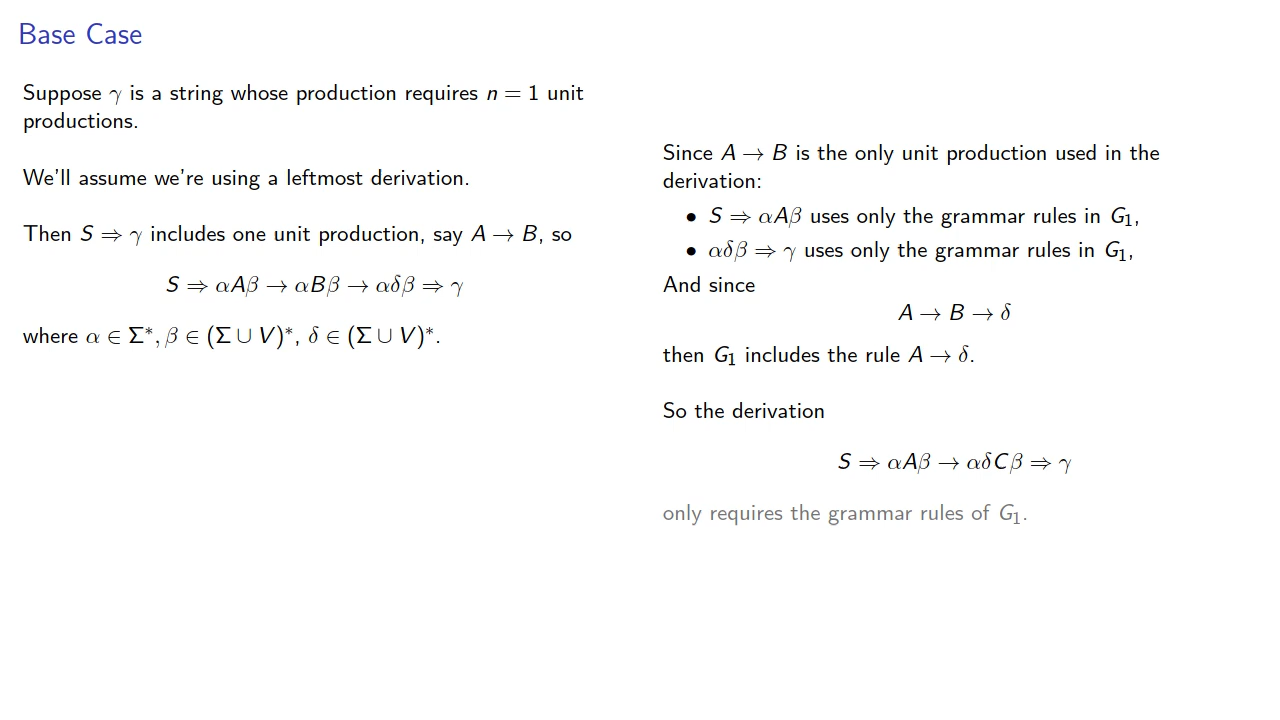 Base Case
Suppose γ is a string whose production requires n = 1 unit
productions.
We'll assume we're using a leftmost derivation.
Then S ⇒ γ includes one unit production, say A → B, so
S ⇒ αAβ → αBβ → αδβ ⇒ γ
where α ∈ Σ*, β ∈ (Σ ∪ V)*, δ ∈ (Σ ∪ V)*.
Since A → B is the only unit production used in the
derivation:
• S ⇒ αAβ uses only the grammar rules in G₁,
• αδβ ⇒ γ uses only the grammar rules in G₁,
And since
A → B → δ
then G₁ includes the rule A → δ.
So the derivation
S ⇒ αAβ → αδCβ ⇒ γ
only requires the grammar rules of G₁.